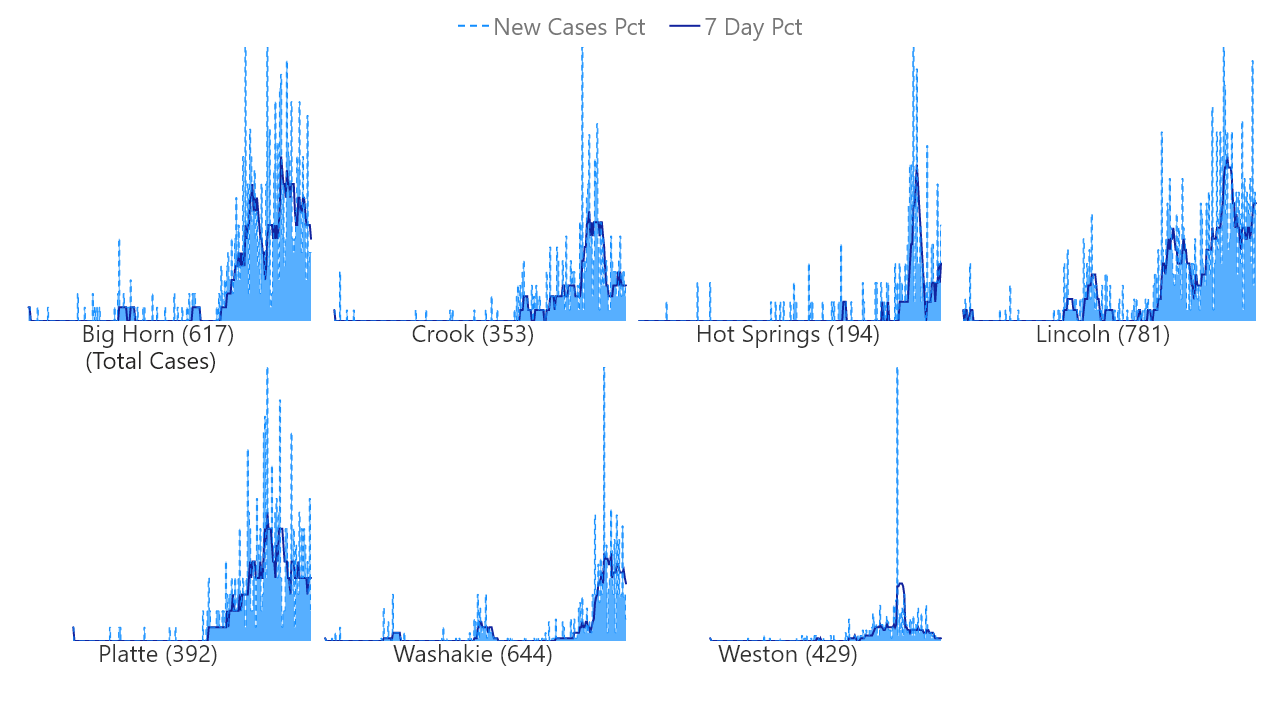 New Cases Pct 7 Day Pct
Big Horn (617) Crook (353) Hot Springs (194) Lincoln (781)
(Total Cases)
Platte (392) Washakie (644) Weston (429)